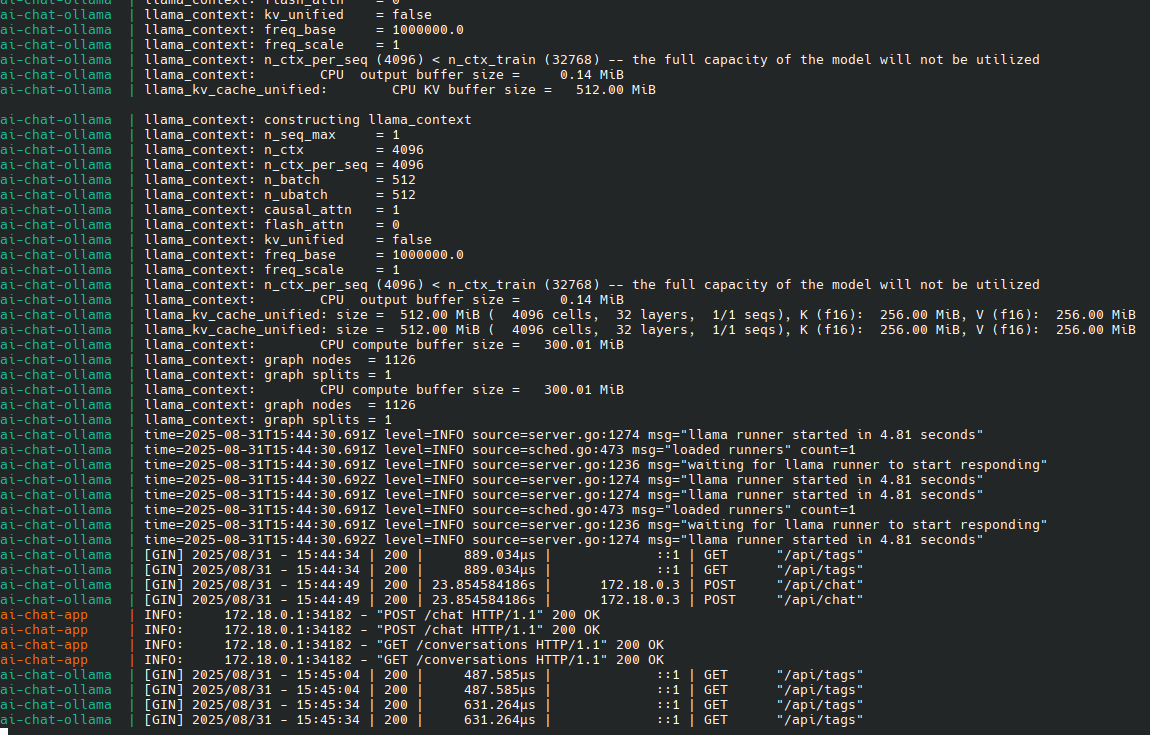 ai-chat-ollama  | llama_context: flash_attn    = 0
ai-chat-ollama  | llama_context: kv_unified    = false
ai-chat-ollama  | llama_context: freq_base     = 1000000.0
ai-chat-ollama  | llama_context: freq_scale    = 1
ai-chat-ollama  | llama_context: n_ctx_per_seq (4096) < n_ctx_train (32768) -- the full capacity of the model will not be utilized
ai-chat-ollama  | llama_context:        CPU  output buffer size =     0.14 MiB
ai-chat-ollama  | llama_kv_cache_unified:        CPU KV buffer size =   512.00 MiB
ai-chat-ollama  | llama_context: constructing llama_context
ai-chat-ollama  | llama_context: n_seq_max     = 1
ai-chat-ollama  | llama_context: n_ctx         = 4096
ai-chat-ollama  | llama_context: n_ctx_per_seq = 4096
ai-chat-ollama  | llama_context: n_batch       = 512
ai-chat-ollama  | llama_context: n_ubatch      = 512
ai-chat-ollama  | llama_context: causal_attn   = 1
ai-chat-ollama  | llama_context: flash_attn    = 0
ai-chat-ollama  | llama_context: kv_unified    = false
ai-chat-ollama  | llama_context: freq_base     = 1000000.0
ai-chat-ollama  | llama_context: freq_scale    = 1
ai-chat-ollama  | llama_context: n_ctx_per_seq (4096) < n_ctx_train (32768) -- the full capacity of the model will not be utilized
ai-chat-ollama  | llama_context:        CPU  output buffer size =     0.14 MiB
ai-chat-ollama  | llama_kv_cache_unified: size =  512.00 MiB (  4096 cells,  32 layers,  1/1 seqs), K (f16):  256.00 MiB, V (f16):  256.00 MiB
ai-chat-ollama  | llama_kv_cache_unified: size =  512.00 MiB (  4096 cells,  32 layers,  1/1 seqs), K (f16):  256.00 MiB, V (f16):  256.00 MiB
ai-chat-ollama  | llama_context:        CPU compute buffer size =   300.01 MiB
ai-chat-ollama  | llama_context: graph nodes  = 1126
ai-chat-ollama  | llama_context: graph splits = 1
ai-chat-ollama  | llama_context:        CPU compute buffer size =   300.01 MiB
ai-chat-ollama  | llama_context: graph nodes  = 1126
ai-chat-ollama  | llama_context: graph splits = 1
ai-chat-ollama  | time=2025-08-31T15:44:30.691Z level=INFO source=server.go:1274 msg="llama runner started in 4.81 seconds"
ai-chat-ollama  | time=2025-08-31T15:44:30.691Z level=INFO source=sched.go:473 msg="loaded runners" count=1
ai-chat-ollama  | time=2025-08-31T15:44:30.691Z level=INFO source=server.go:1236 msg="waiting for llama runner to start responding"
ai-chat-ollama  | time=2025-08-31T15:44:30.692Z level=INFO source=server.go:1274 msg="llama runner started in 4.81 seconds"
ai-chat-ollama  | time=2025-08-31T15:44:30.691Z level=INFO source=server.go:1274 msg="llama runner started in 4.81 seconds"
ai-chat-ollama  | time=2025-08-31T15:44:30.691Z level=INFO source=sched.go:473 msg="loaded runners" count=1
ai-chat-ollama  | time=2025-08-31T15:44:30.691Z level=INFO source=server.go:1236 msg="waiting for llama runner to start responding"
ai-chat-ollama  | time=2025-08-31T15:44:30.692Z level=INFO source=server.go:1274 msg="llama runner started in 4.81 seconds"
ai-chat-ollama  | [GIN] 2025/08/31 - 15:44:34 | 200 |     889.034µs |             ::1 | GET      "/api/tags"
ai-chat-ollama  | [GIN] 2025/08/31 - 15:44:34 | 200 |     889.034µs |             ::1 | GET      "/api/tags"
ai-chat-ollama  | [GIN] 2025/08/31 - 15:44:49 | 200 | 23.854584186s |      172.18.0.3 | POST     "/api/chat"
ai-chat-ollama  | [GIN] 2025/08/31 - 15:44:49 | 200 | 23.854584186s |      172.18.0.3 | POST     "/api/chat"
ai-chat-app     | INFO:     172.18.0.1:34182 - "POST /chat HTTP/1.1" 200 OK
ai-chat-app     | INFO:     172.18.0.1:34182 - "POST /chat HTTP/1.1" 200 OK
ai-chat-app     | INFO:     172.18.0.1:34182 - "GET /conversations HTTP/1.1" 200 OK
ai-chat-app     | INFO:     172.18.0.1:34182 - "GET /conversations HTTP/1.1" 200 OK
ai-chat-ollama  | [GIN] 2025/08/31 - 15:45:04 | 200 |     487.585µs |             ::1 | GET      "/api/tags"
ai-chat-ollama  | [GIN] 2025/08/31 - 15:45:04 | 200 |     487.585µs |             ::1 | GET      "/api/tags"
ai-chat-ollama  | [GIN] 2025/08/31 - 15:45:34 | 200 |     631.264µs |             ::1 | GET      "/api/tags"
ai-chat-ollama  | [GIN] 2025/08/31 - 15:45:34 | 200 |     631.264µs |             ::1 | GET      "/api/tags"